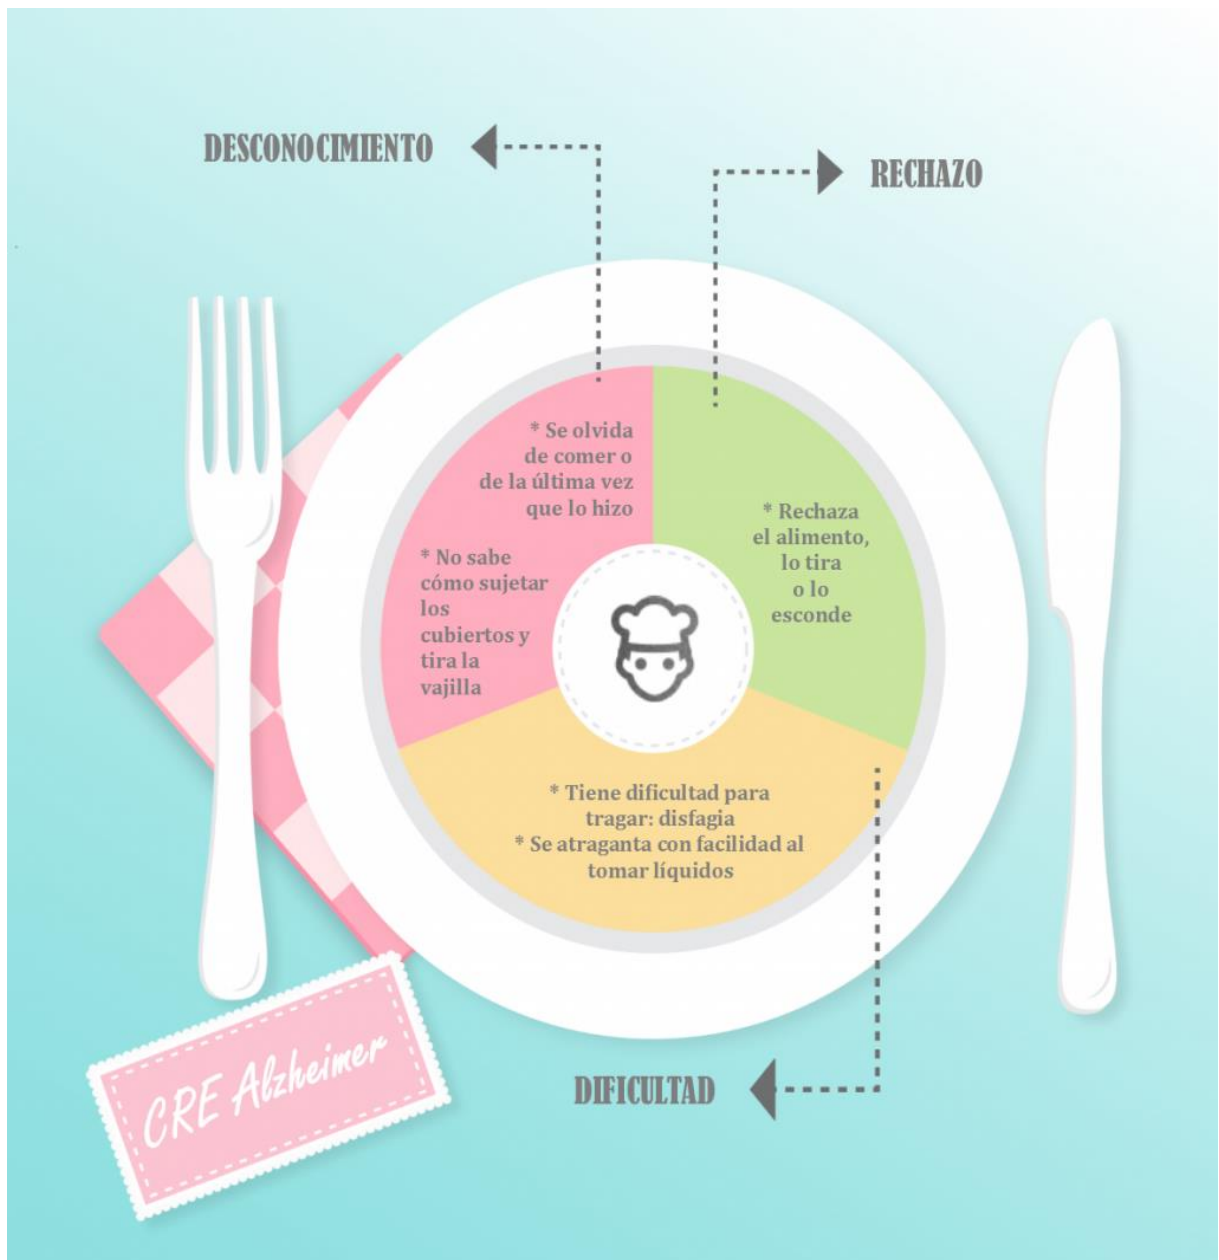 DESCONOCIMIENTO
RECHAZO
* Se olvida
de comer o
de la última vez
que lo hizo
* No sabe
cómo sujetar
los
cubiertos y
tira la
vajilla
* Rechaza
el alimento,
lo tira
o lo
esconde
* Tiene dificultad para
tragar: disfagia
* Se atraganta con facilidad al
tomar líquidos
DIFICULTAD
CRE Alzheimer